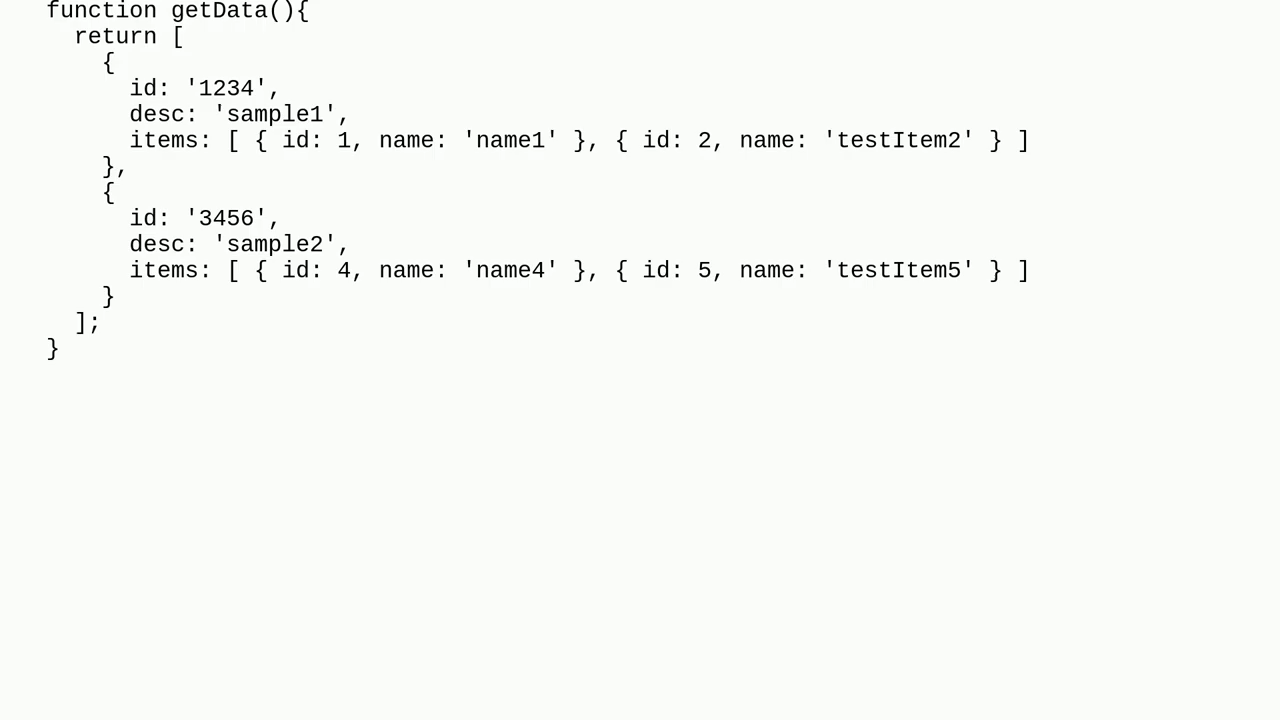 function getData(){
  return [
    {
      id: '1234',
      desc: 'sample1',
      items: [ { id: 1, name: 'name1' }, { id: 2, name: 'testItem2' } ]
    },
    {
      id: '3456',
      desc: 'sample2',
      items: [ { id: 4, name: 'name4' }, { id: 5, name: 'testItem5' } ]
    }
  ];
}